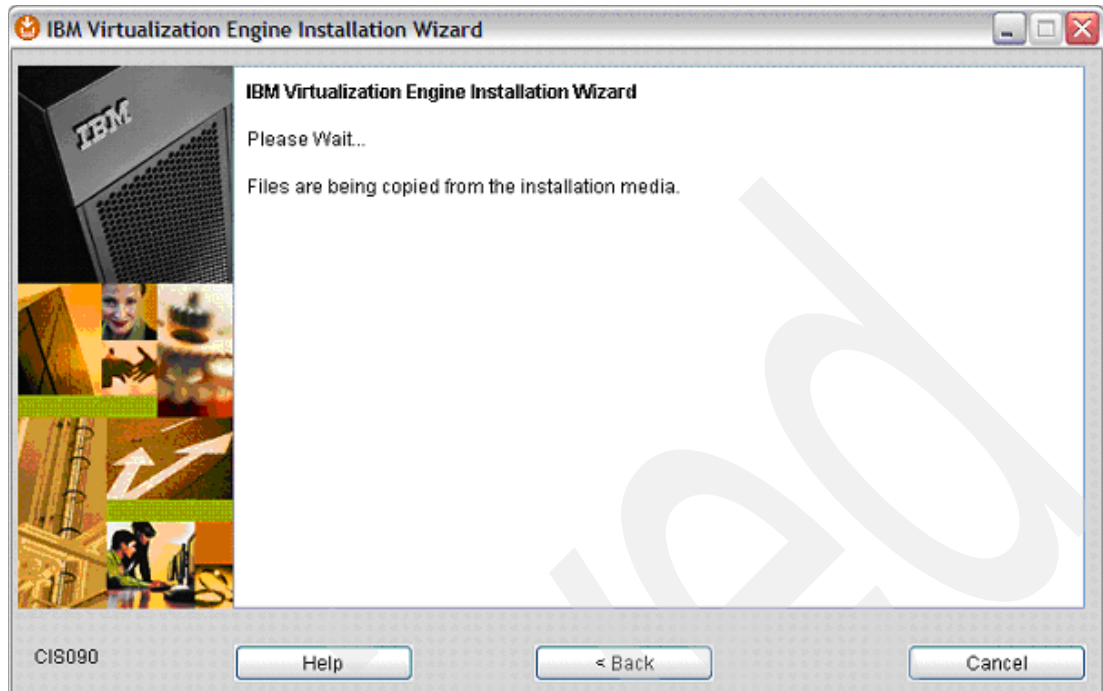 IBM Virtualization Engine Installation Wizard
IBM
IBM Virtualization Engine Installation Wizard
Please Wait...
Files are being copied from the installation media.
CIS090
Help
< Back
Cancel